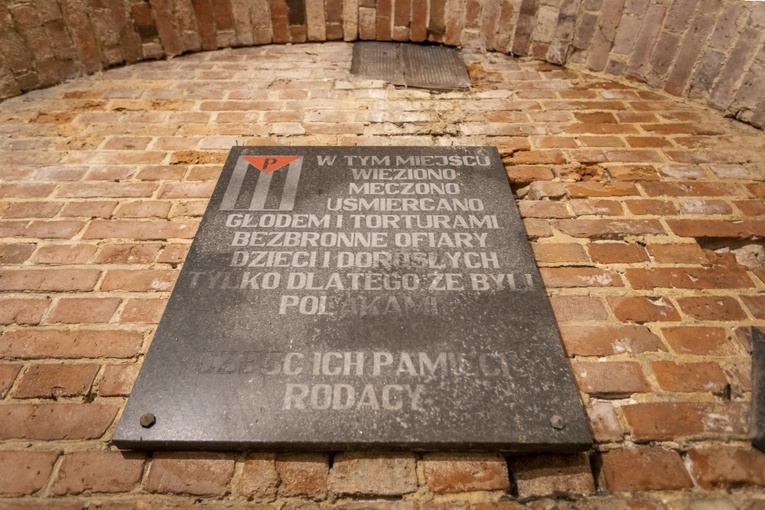 P
W TYM MIEJSCU
WIEZIONO
MECZONO
UŚMIERCANO
GŁODEM I TORTURAMI
BEZBRONNE OFIARY
DZIECI I DOROSŁYCH
TYLKO DLATEGO ŻE BYLI
POLAKAMI
CZEŚĆ ICH PAMIĘCI
RODACY